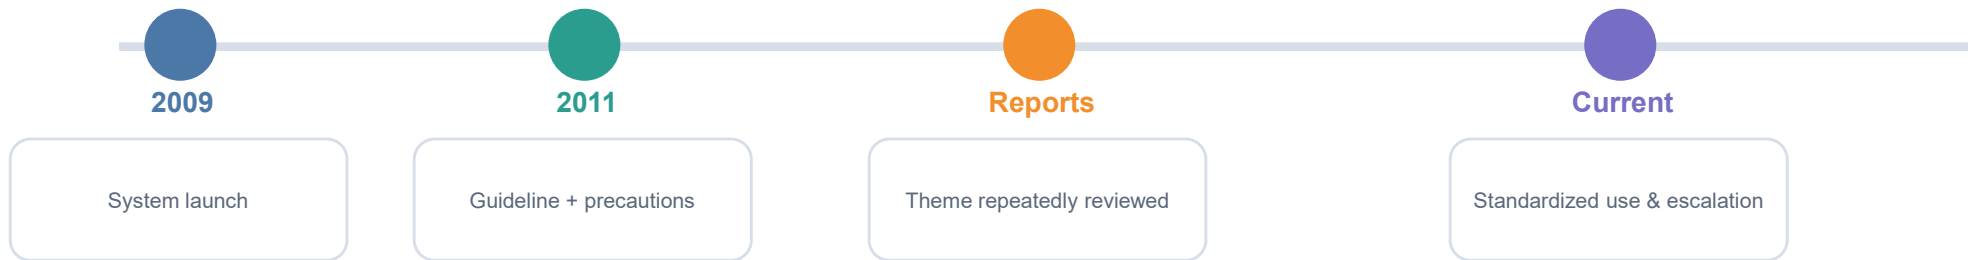 2009
2011
Reports
Current
System launch
Guideline + precautions
Theme repeatedly reviewed
Standardized use & escalation